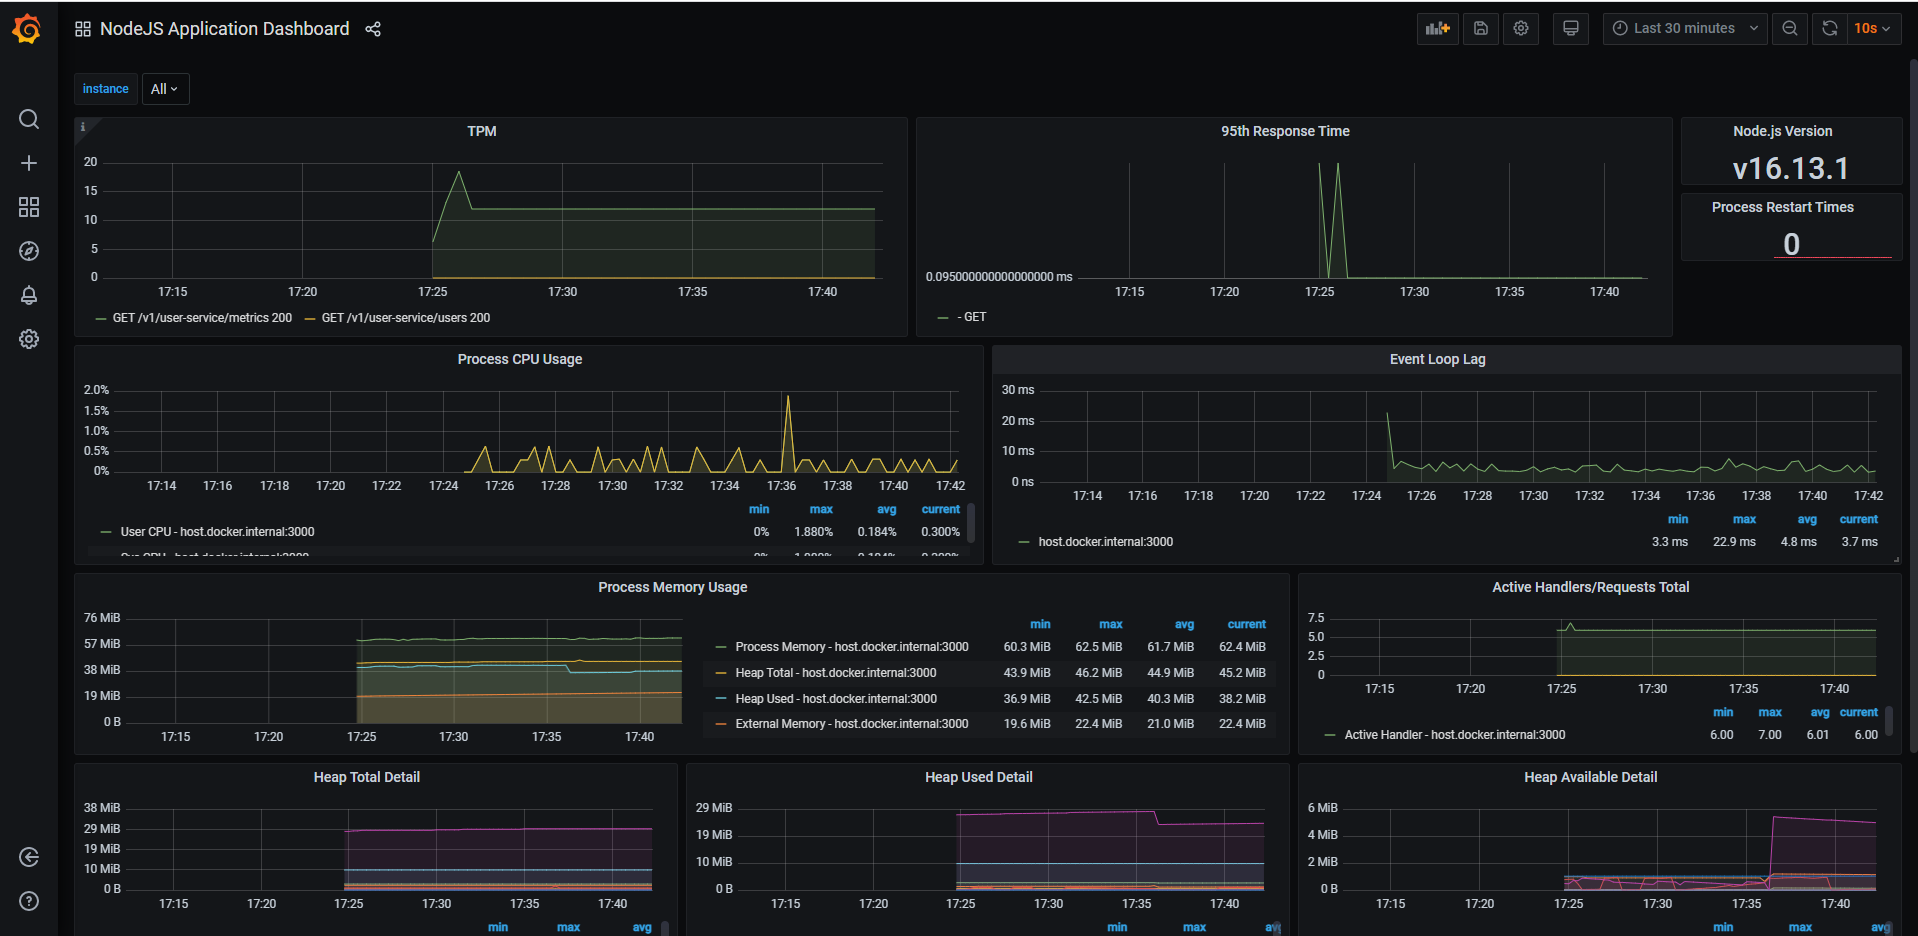 NodeJS Application Dashboard
Last 30 minutes
10s
instance
All
i
TPM
20
15
10
5
0
17:15 17:20 17:25 17:30 17:35 17:40
GET /v1/user-service/metrics 200 GET /v1/user-service/users 200
95th Response Time
0.095000000000000000 ms
17:15 17:20 17:25 17:30 17:35 17:40
- GET
Node.js Version
v16.13.1
Process Restart Times
0
Process CPU Usage
2.0%
1.5%
1.0%
0.5%
0%
17:14 17:16 17:18 17:20 17:22 17:24 17:26 17:28 17:30 17:32 17:34 17:36 17:38 17:40 17:42
min max avg current
User CPU - host.docker.internal:3000 0% 1.880% 0.184% 0.300%
Sys CPU - host.docker.internal:3000 0% 1.880% 0.184% 0.300%
Event Loop Lag
30 ms
20 ms
10 ms
0 ns
17:14 17:16 17:18 17:20 17:22 17:24 17:26 17:28 17:30 17:32 17:34 17:36 17:38 17:40 17:42
min max avg current
host.docker.internal:3000 3.3 ms 22.9 ms 4.8 ms 3.7 ms
Process Memory Usage
76 MiB
57 MiB
38 MiB
19 MiB
0 B
17:15 17:20 17:25 17:30 17:35 17:40
min max avg current
Process Memory - host.docker.internal:3000 60.3 MiB 62.5 MiB 61.7 MiB 62.4 MiB
Heap Total - host.docker.internal:3000 43.9 MiB 46.2 MiB 44.9 MiB 45.2 MiB
Heap Used - host.docker.internal:3000 36.9 MiB 42.5 MiB 40.3 MiB 38.2 MiB
External Memory - host.docker.internal:3000 19.6 MiB 22.4 MiB 21.0 MiB 22.4 MiB
Active Handlers/Requests Total
7.5
5.0
2.5
0
17:15 17:20 17:25 17:30 17:35 17:40
min max avg current
Active Handler - host.docker.internal:3000 6.00 7.00 6.01 6.00
Heap Total Detail
38 MiB
29 MiB
19 MiB
10 MiB
0 B
17:15 17:20 17:25 17:30 17:35 17:40
min max avg
Heap Used Detail
29 MiB
19 MiB
10 MiB
0 B
17:15 17:20 17:25 17:30 17:35 17:40
min max avg
Heap Available Detail
6 MiB
4 MiB
2 MiB
0 B
17:15 17:20 17:25 17:30 17:35 17:40
min max avg